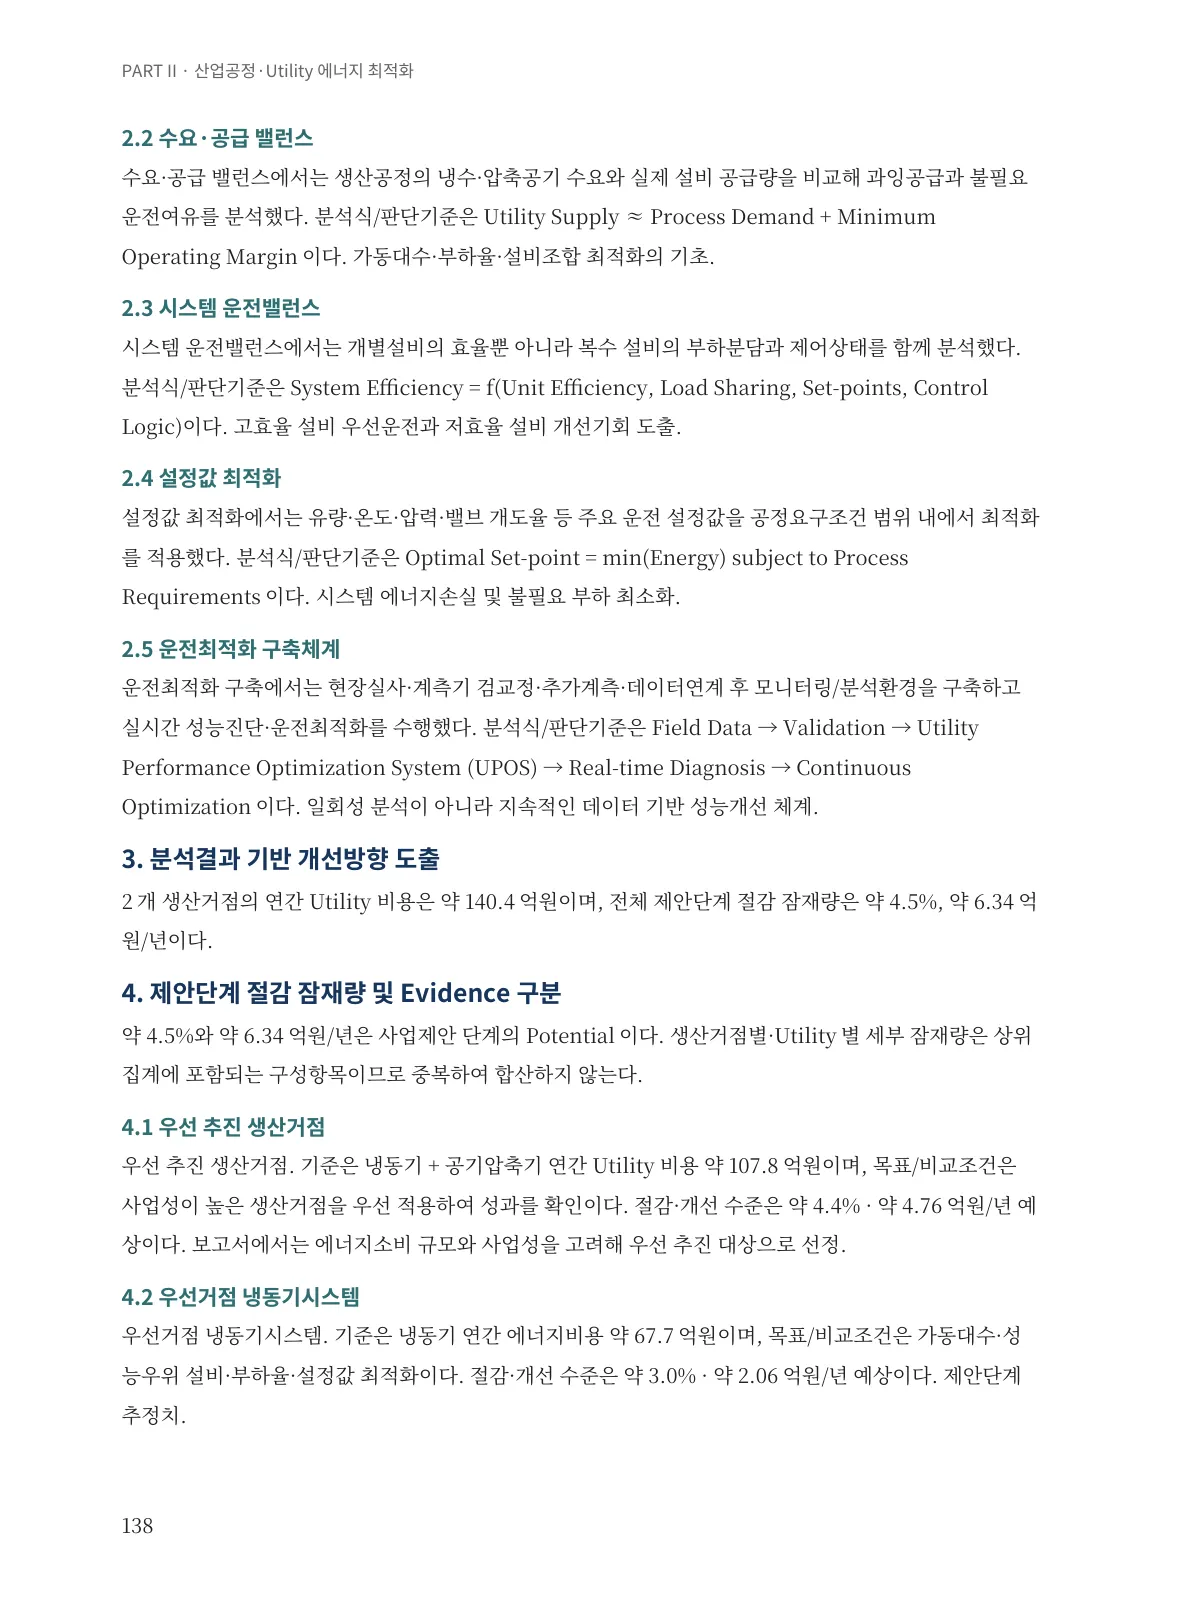 PART II · 산업공정·Utility 에너지 최적화
2.2 수요·공급 밸런스
수요·공급 밸런스에서는 생산공정의 냉수·압축공기 수요와 실제 설비 공급량을 비교해 과잉공급과 불필요
운전여유를 분석했다. 분석식/판단기준은 Utility Supply ≈ Process Demand + Minimum
Operating Margin 이다. 가동대수·부하율·설비조합 최적화의 기초.
2.3 시스템 운전밸런스
시스템 운전밸런스에서는 개별설비의 효율뿐 아니라 복수 설비의 부하분담과 제어상태를 함께 분석했다.
분석식/판단기준은 System Efficiency = f(Unit Efficiency, Load Sharing, Set-points, Control
Logic)이다. 고효율 설비 우선운전과 저효율 설비 개선기회 도출.
2.4 설정값 최적화
설정값 최적화에서는 유량·온도·압력·밸브 개도율 등 주요 운전 설정값을 공정요구조건 범위 내에서 최적화
를 적용했다. 분석식/판단기준은 Optimal Set-point = min(Energy) subject to Process
Requirements 이다. 시스템 에너지손실 및 불필요 부하 최소화.
2.5 운전최적화 구축체계
운전최적화 구축에서는 현장실사·계측기 검교정·추가계측·데이터연계 후 모니터링/분석환경을 구축하고
실시간 성능진단·운전최적화를 수행했다. 분석식/판단기준은 Field Data → Validation → Utility
Performance Optimization System (UPOS) → Real-time Diagnosis → Continuous
Optimization 이다. 일회성 분석이 아니라 지속적인 데이터 기반 성능개선 체계.
3. 분석결과 기반 개선방향 도출
2 개 생산거점의 연간 Utility 비용은 약 140.4 억원이며, 전체 제안단계 절감 잠재량은 약 4.5%, 약 6.34 억
원/년이다.
4. 제안단계 절감 잠재량 및 Evidence 구분
약 4.5%와 약 6.34 억원/년은 사업제안 단계의 Potential 이다. 생산거점별·Utility 별 세부 잠재량은 상위
집계에 포함되는 구성항목이므로 중복하여 합산하지 않는다.
4.1 우선 추진 생산거점
우선 추진 생산거점. 기준은 냉동기 + 공기압축기 연간 Utility 비용 약 107.8 억원이며, 목표/비교조건은
사업성이 높은 생산거점을 우선 적용하여 성과를 확인이다. 절감·개선 수준은 약 4.4% · 약 4.76 억원/년 예
상이다. 보고서에서는 에너지소비 규모와 사업성을 고려해 우선 추진 대상으로 선정.
4.2 우선거점 냉동기시스템
우선거점 냉동기시스템. 기준은 냉동기 연간 에너지비용 약 67.7 억원이며, 목표/비교조건은 가동대수·성
능우위 설비·부하율·설정값 최적화이다. 절감·개선 수준은 약 3.0% · 약 2.06 억원/년 예상이다. 제안단계
추정치.
138